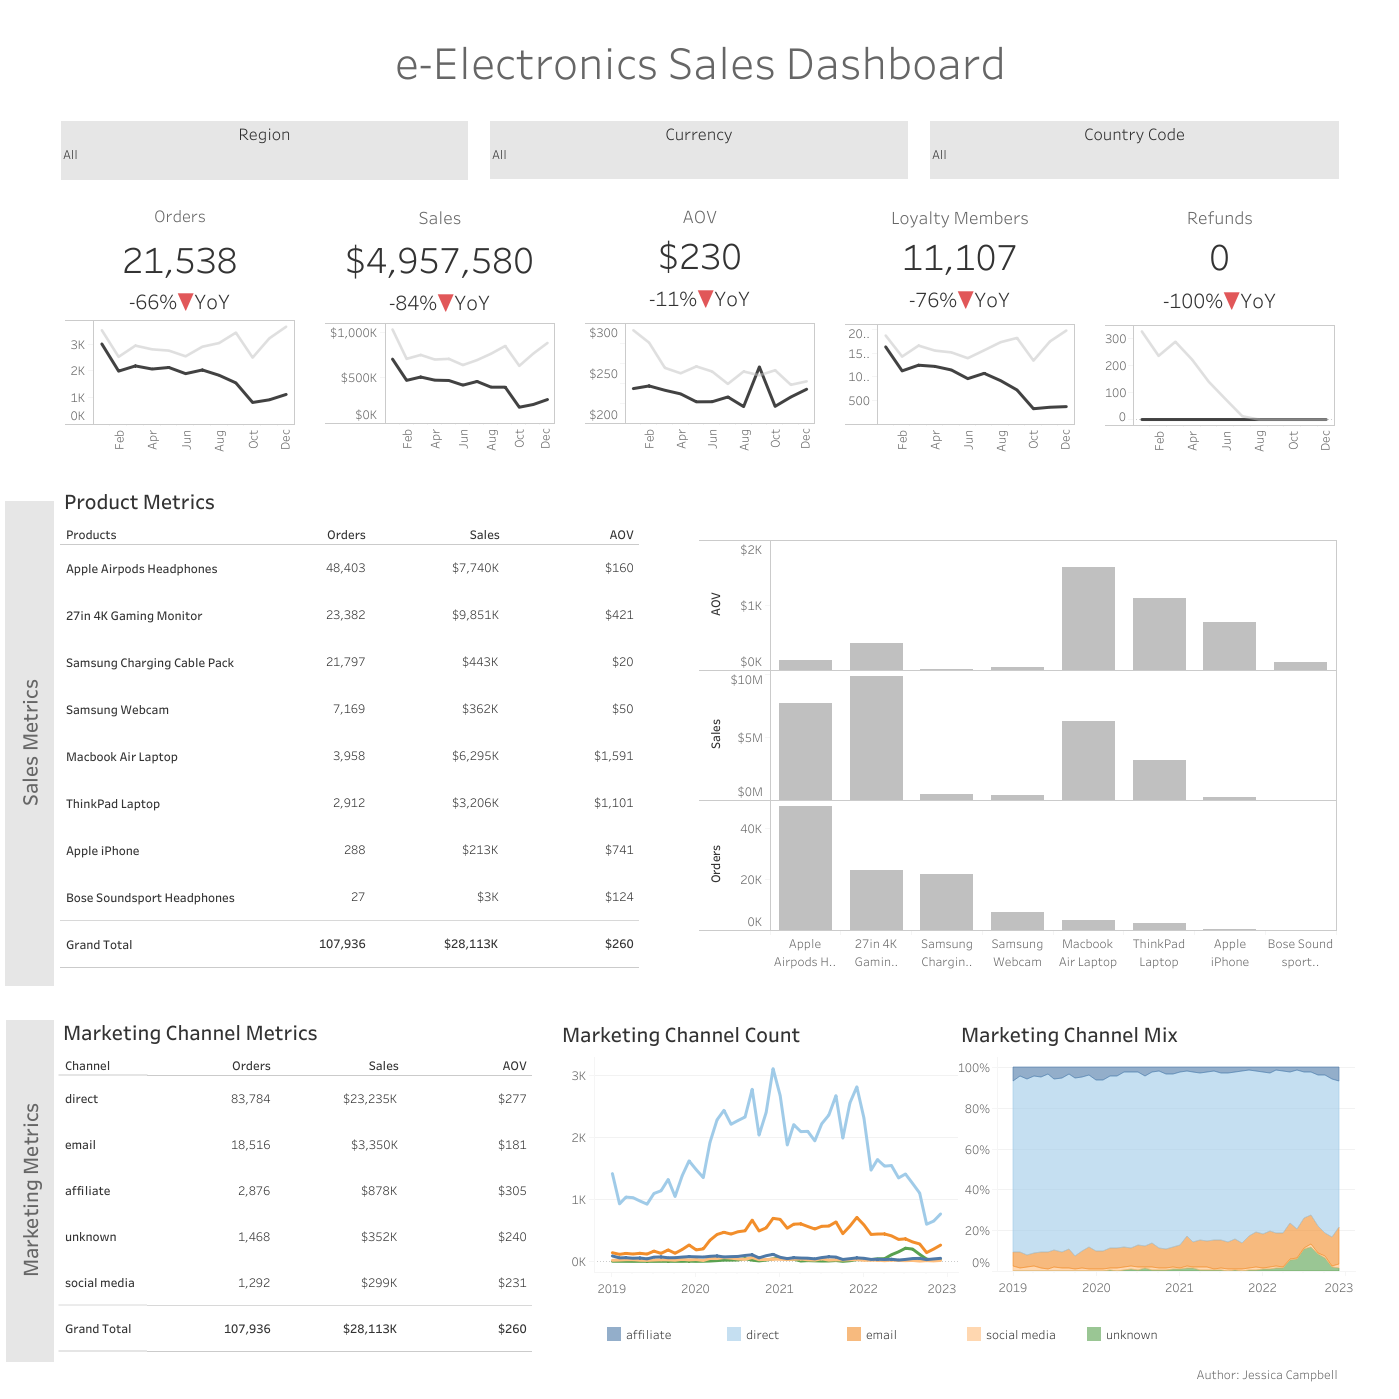 e-Electronics Sales Dashboard
Region
All
Currency
All
Country Code
All
Orders
21,538
-66%▼YoY
3K
2K
1K
0K
Feb Apr Jun Aug Oct Dec
Sales
$4,957,580
-84%▼YoY
$1,000K
$500K
$0K
Feb Apr Jun Aug Oct Dec
AOV
$230
-11%▼YoY
$300
$250
$200
Feb Apr Jun Aug Oct Dec
Loyalty Members
11,107
-76%▼YoY
20..
15..
10..
500
Feb Apr Jun Aug Oct Dec
Refunds
0
-100%▼YoY
300
200
100
0
Feb Apr Jun Aug Oct Dec
Sales Metrics
Product Metrics
Products Orders Sales AOV
Apple Airpods Headphones 48,403 $7,740K $160
27in 4K Gaming Monitor 23,382 $9,851K $421
Samsung Charging Cable Pack 21,797 $443K $20
Samsung Webcam 7,169 $362K $50
Macbook Air Laptop 3,958 $6,295K $1,591
ThinkPad Laptop 2,912 $3,206K $1,101
Apple iPhone 288 $213K $741
Bose Soundsport Headphones 27 $3K $124
Grand Total 107,936 $28,113K $260
AOV
$2K
$1K
$0K
Sales
$10M
$5M
$0M
Orders
40K
20K
0K
Apple 27in 4K Samsung Samsung Macbook ThinkPad Apple Bose Sound
Airpods H.. Gamin.. Chargin.. Webcam Air Laptop Laptop iPhone sport..
Marketing Metrics
Marketing Channel Metrics
Channel Orders Sales AOV
direct 83,784 $23,235K $277
email 18,516 $3,350K $181
affiliate 2,876 $878K $305
unknown 1,468 $352K $240
social media 1,292 $299K $231
Grand Total 107,936 $28,113K $260
Marketing Channel Count
3K
2K
1K
0K
2019 2020 2021 2022 2023
Marketing Channel Mix
100%
80%
60%
40%
20%
0%
2019 2020 2021 2022 2023
affiliate direct email social media unknown
Author: Jessica Campbell